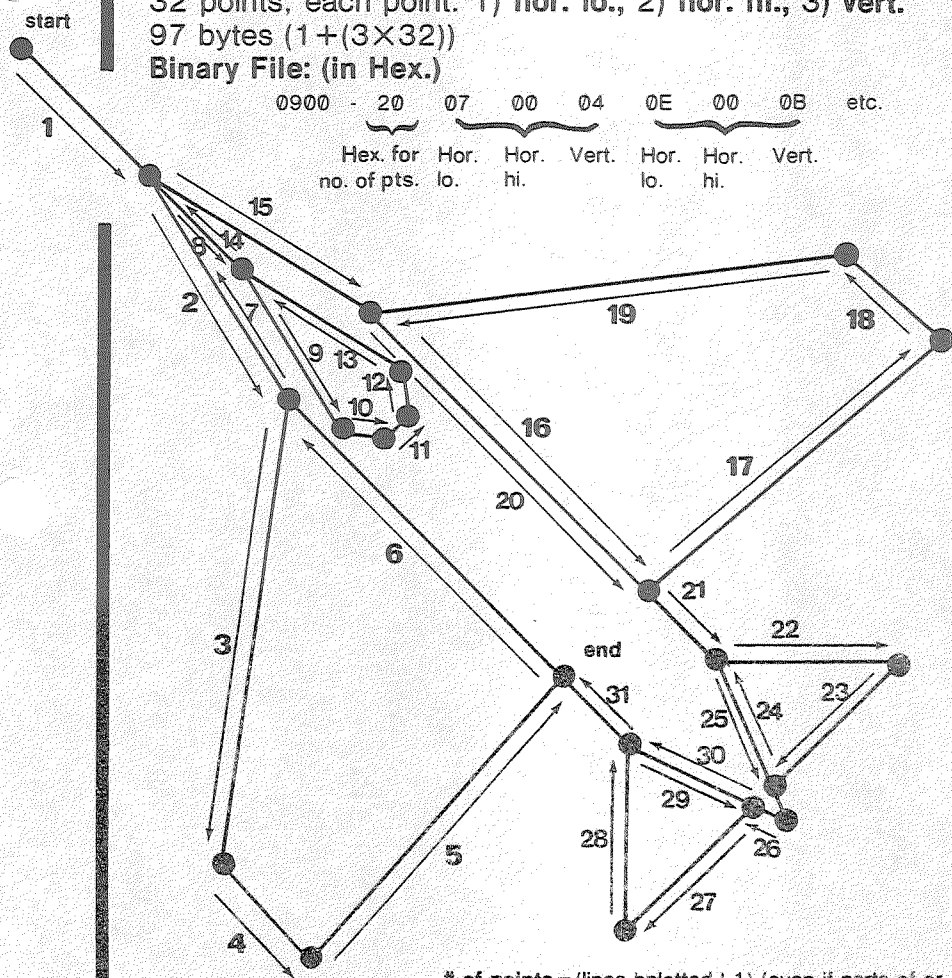 32 points, each point: 1) hor. lo., 2) hor. hi., 3) vert.
97 bytes (1+(3×32))
Binary File: (in Hex.)
0900 - 20 07 00 04 0E 00 0B etc.
Hex. for Hor. Hor. Vert. Hor. Hor. Vert.
no. of pts. lo. hi. lo. hi.
start
1
15
8 14
2
7
19
18
9 13
12
10
11
16
17
20
6
21
22
3
end
31
25 24 23
30
29
28
26
5
27
4
# of points = (lines plotted + 1) (even if parts of